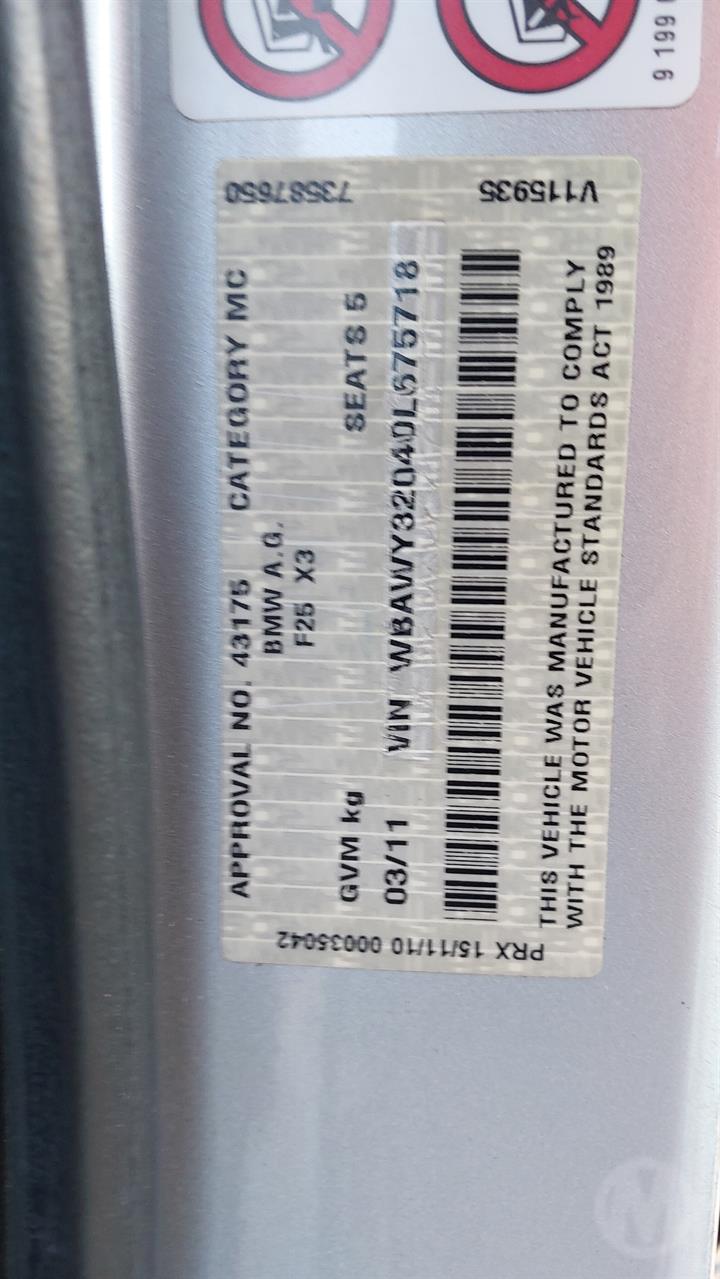 9 199
73587650 V115935
APPROVAL NO. 43175 CATEGORY MC
BMW A.G.
F25 X3
GVM kg SEATS 5
03/11 VIN WBAWY32040L675718
THIS VEHICLE WAS MANUFACTURED TO COMPLY
WITH THE MOTOR VEHICLE STANDARDS ACT 1989
PRX 15/11/10 00035042